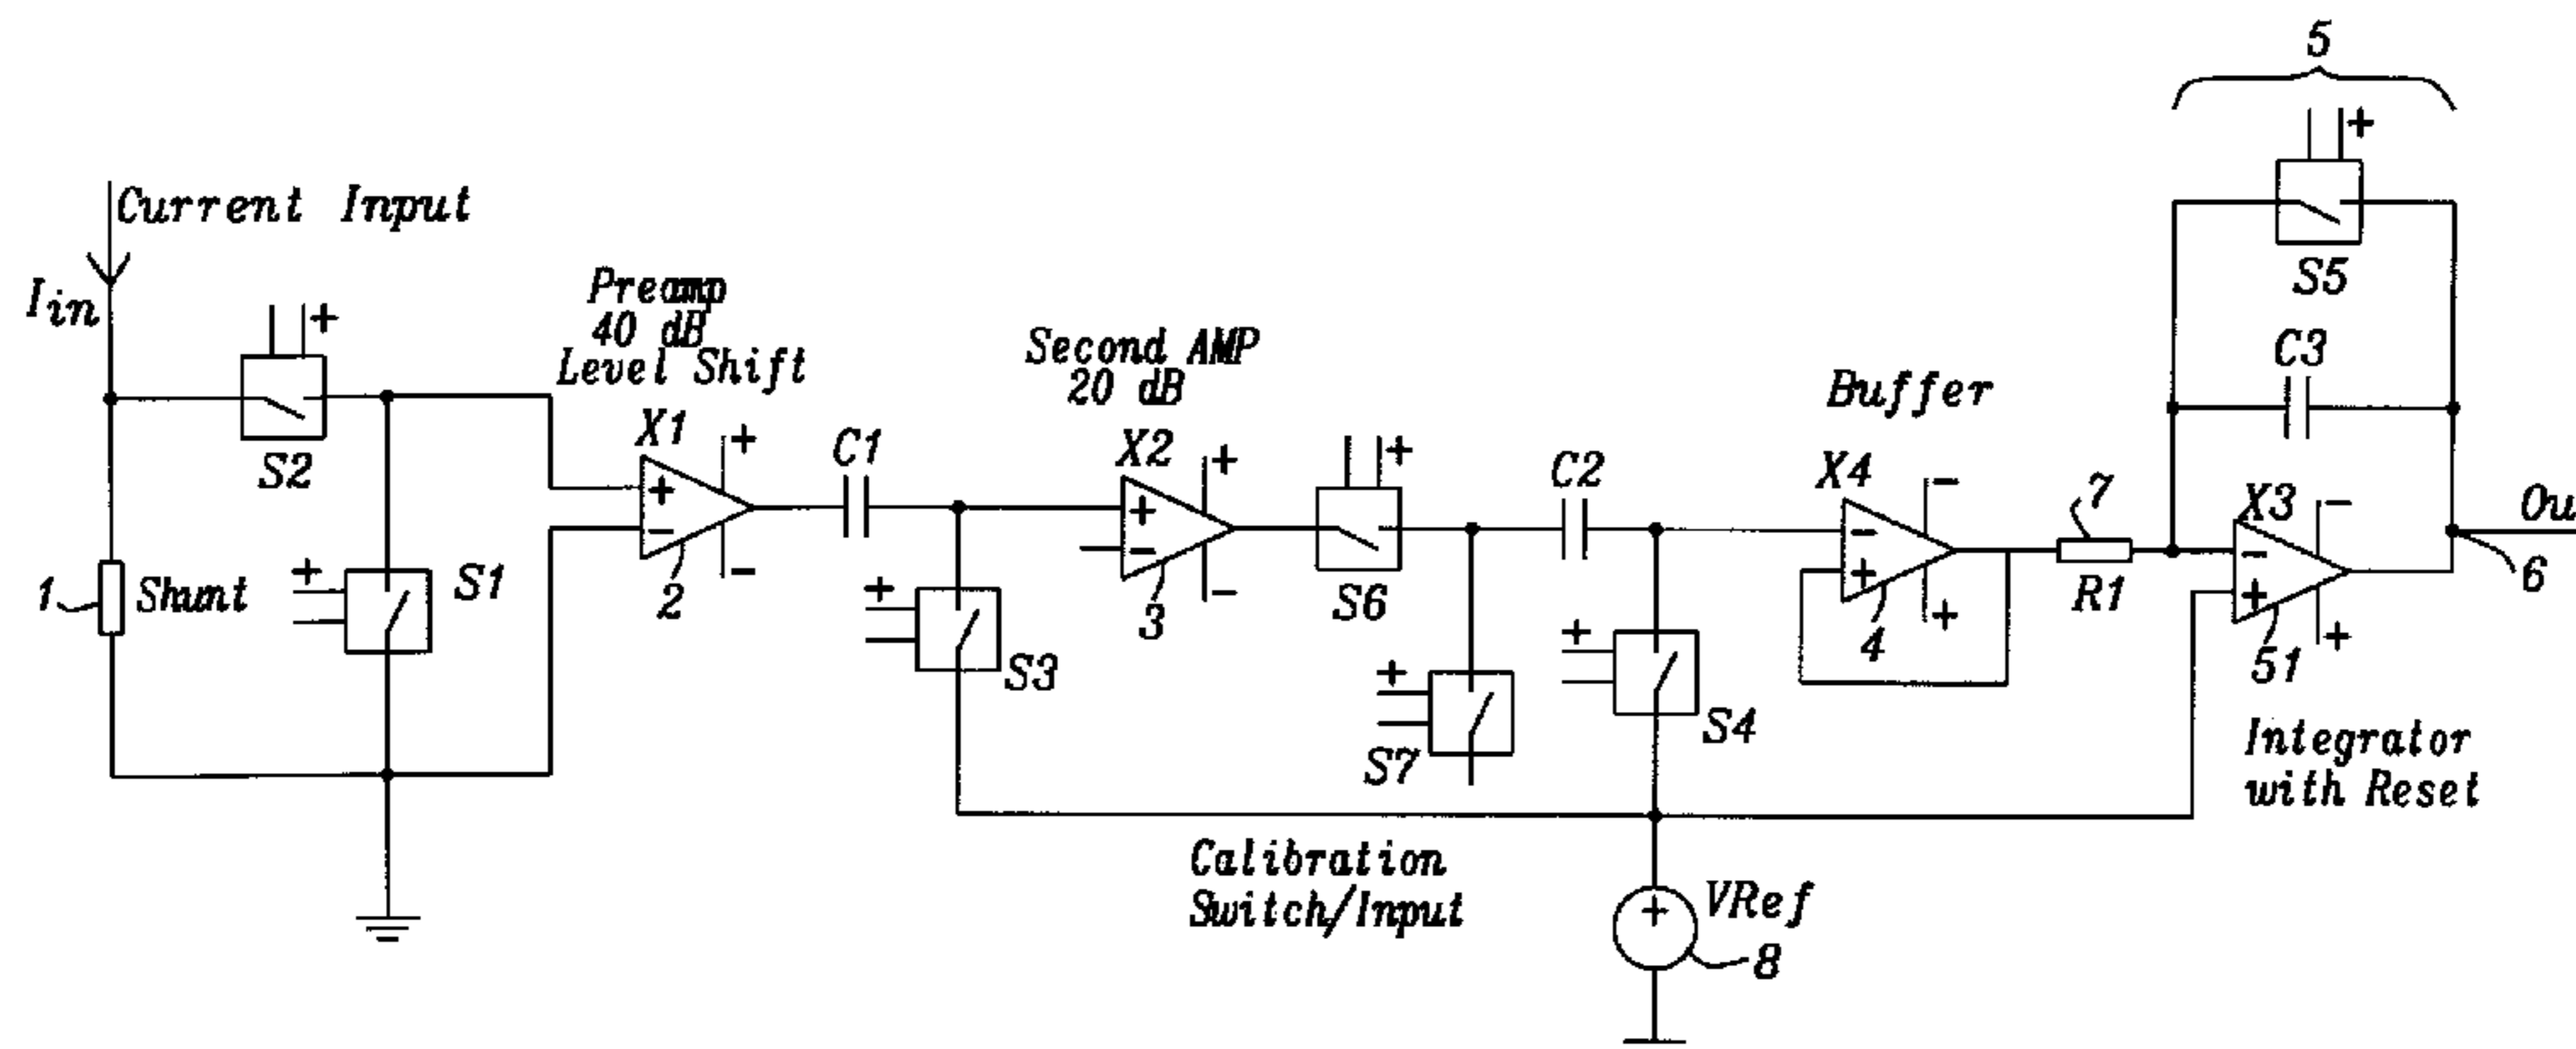 5
+
Current Input
Iin
+
S5
Preamp
40 dB
Level Shift
Second AMP
20 dB
C3
Buffer
S2
X1
+
C1
X2
+
+
C2
X4
-
7
X3
-
Ou
+
-
+
-
-
+
-
+
1
Shunt
+
S1
2
-
+
3
-
S6
+
4
+
R1
51
+
6
S3
+
S7
S4
Integrator
with Reset
Calibration
Switch/Input
+
VRef
8